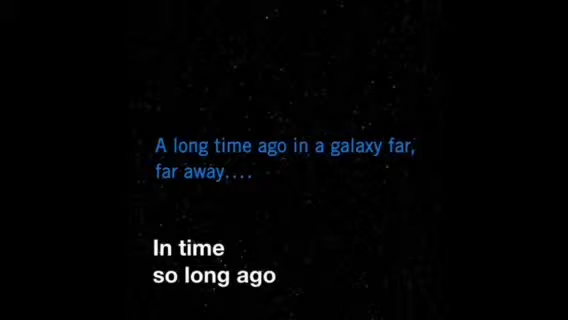 A long time ago in a galaxy far,
far away....
In time
so long ago